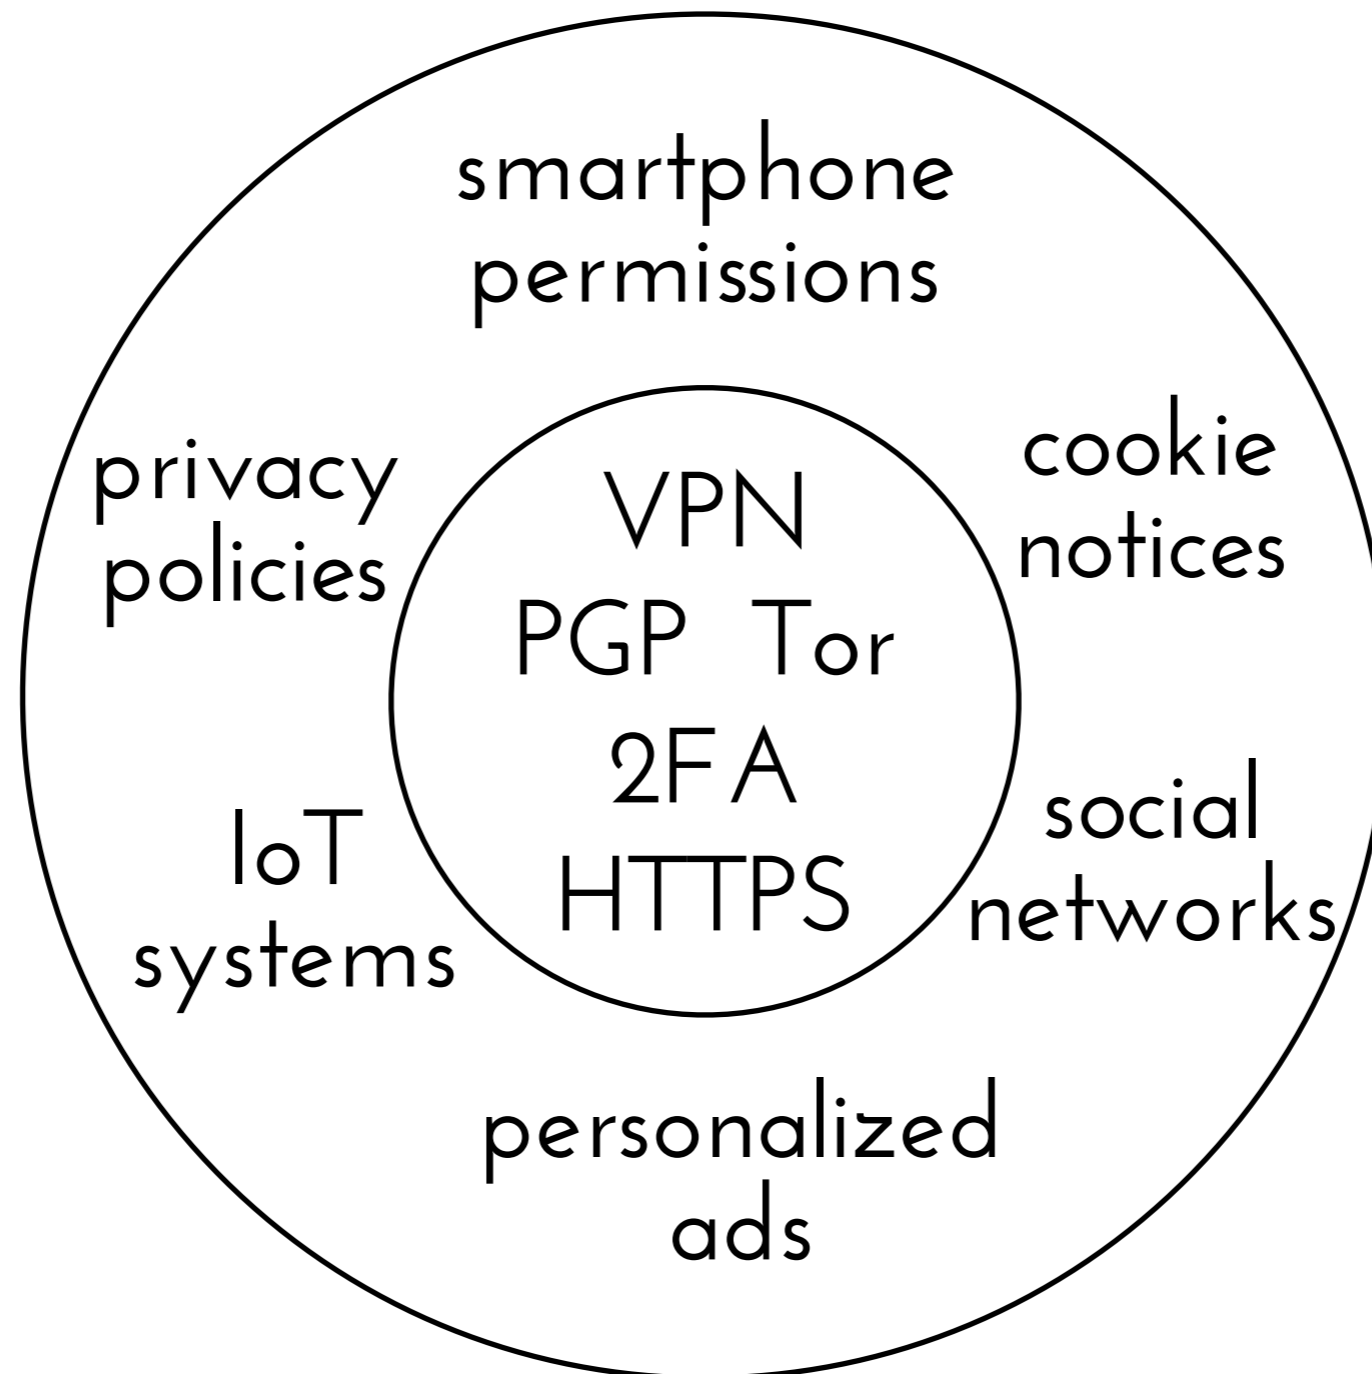 smartphone
permissions
privacy
policies
cookie
notices
VPN
PGP Tor
2FA
HTTPS
IoT
systems
social
networks
personalized
ads